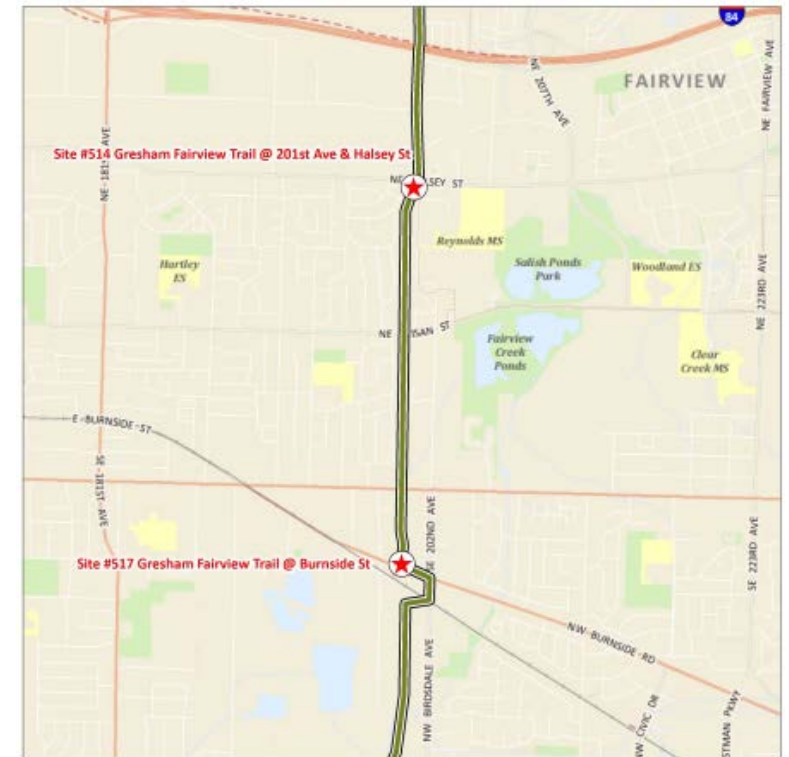 84
FAIRVIEW
NE 207TH AVE
NE FAIRVIEW AVE
NE 181ST AVE
Site #514 Gresham Fairview Trail @ 201st Ave & Halsey St
NE
LSEY ST
Reynolds MS
Hartley
ES
Salish Ponds
Park
Woodland ES
NE 223RD AVE
NE
ISAN ST
Fairview
Creek
Ponds
Clear
Creek MS
E BURNSIDE ST
SE 181ST AVE
SE 202ND AVE
SE 223RD AVE
Site #517 Gresham Fairview Trail @ Burnside St
NW BURNSIDE RD
NW BIRDSDALE AVE
NW CIVIC DR
STMAN PKWY